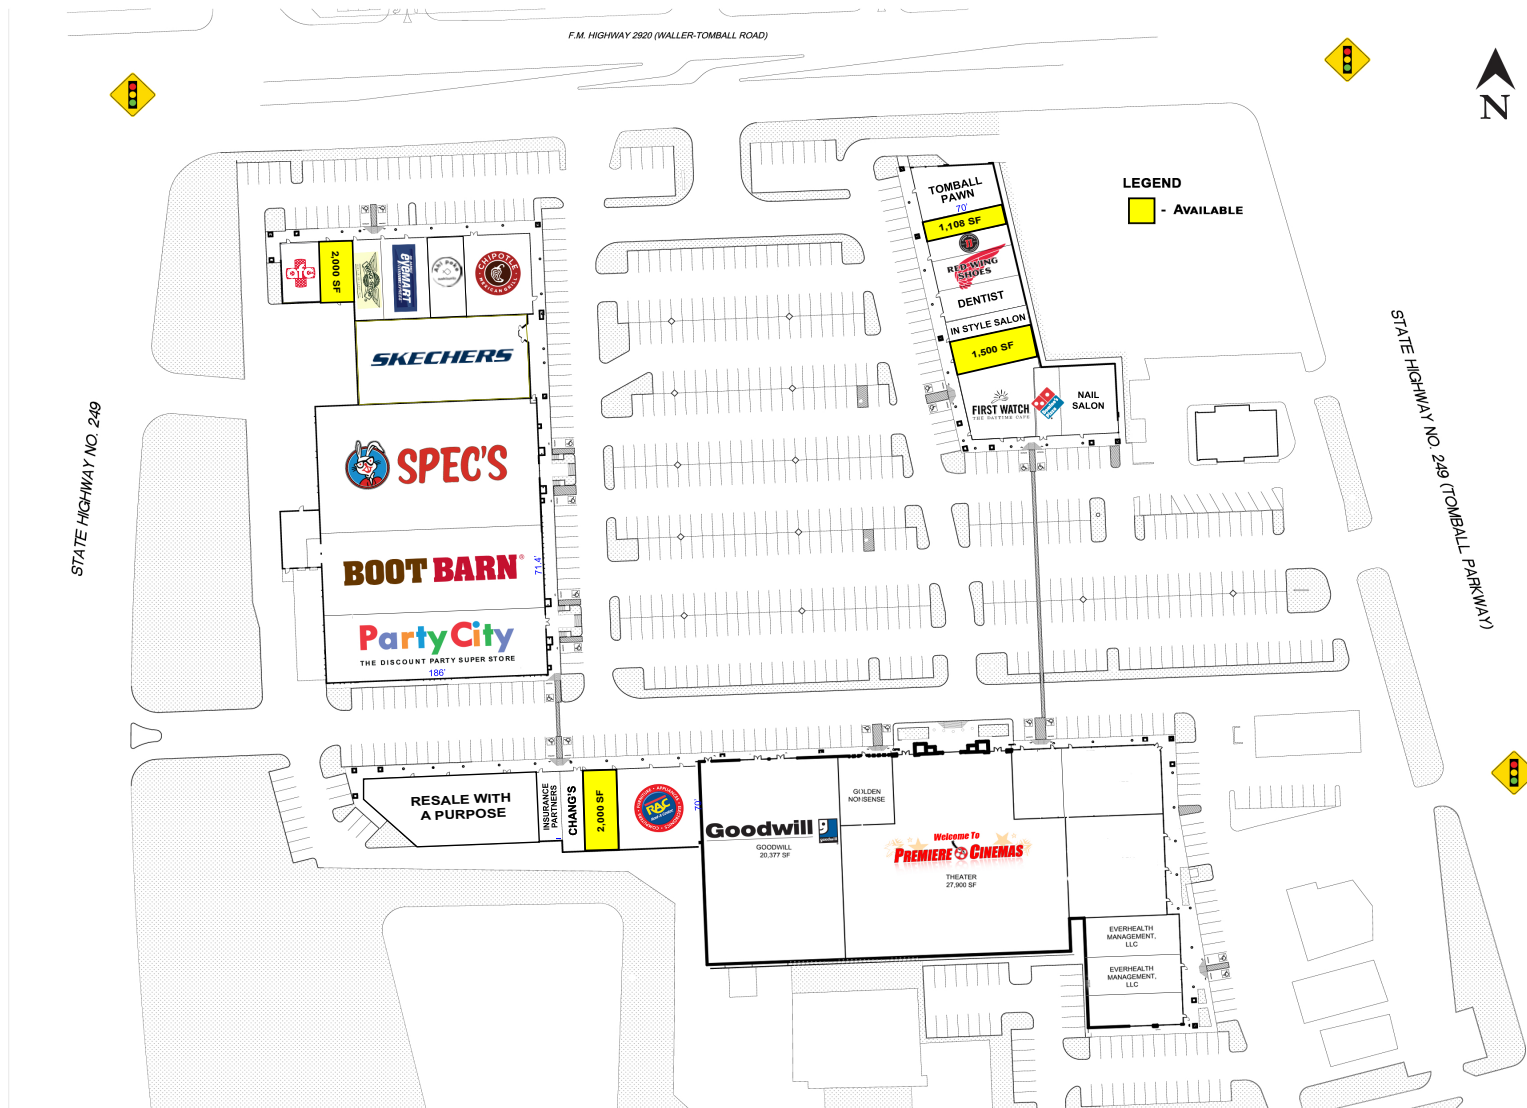 F.M. HIGHWAY 2920 (WALLER-TOMBALL ROAD)
N
LEGEND
- AVAILABLE
TOMBALL
PAWN
70'
1,108 SF
RED WING
SHOES
DENTIST
IN STYLE SALON
1,500 SF
FIRST WATCH
THE DAYTIME CAFE
NAIL
SALON
afc
2,000 SF
eyemart
CHIPOTLE
MEXICAN GRILL
SKECHERS
SPEC'S
BOOT BARN®
71.4'
Party City
THE DISCOUNT PARTY SUPER STORE
186'
STATE HIGHWAY NO. 249
STATE HIGHWAY NO. 249 (TOMBALL PARKWAY)
RESALE WITH
A PURPOSE
INSURANCE
PARTNERS
CHANG'S
2,000 SF
RAC
70'
Goodwill
GOODWILL
20,377 SF
GOLDEN
NONSENSE
Welcome To
PREMIERE CINEMAS
THEATER
27,900 SF
EVERHEALTH
MANAGEMENT,
LLC
EVERHEALTH
MANAGEMENT,
LLC